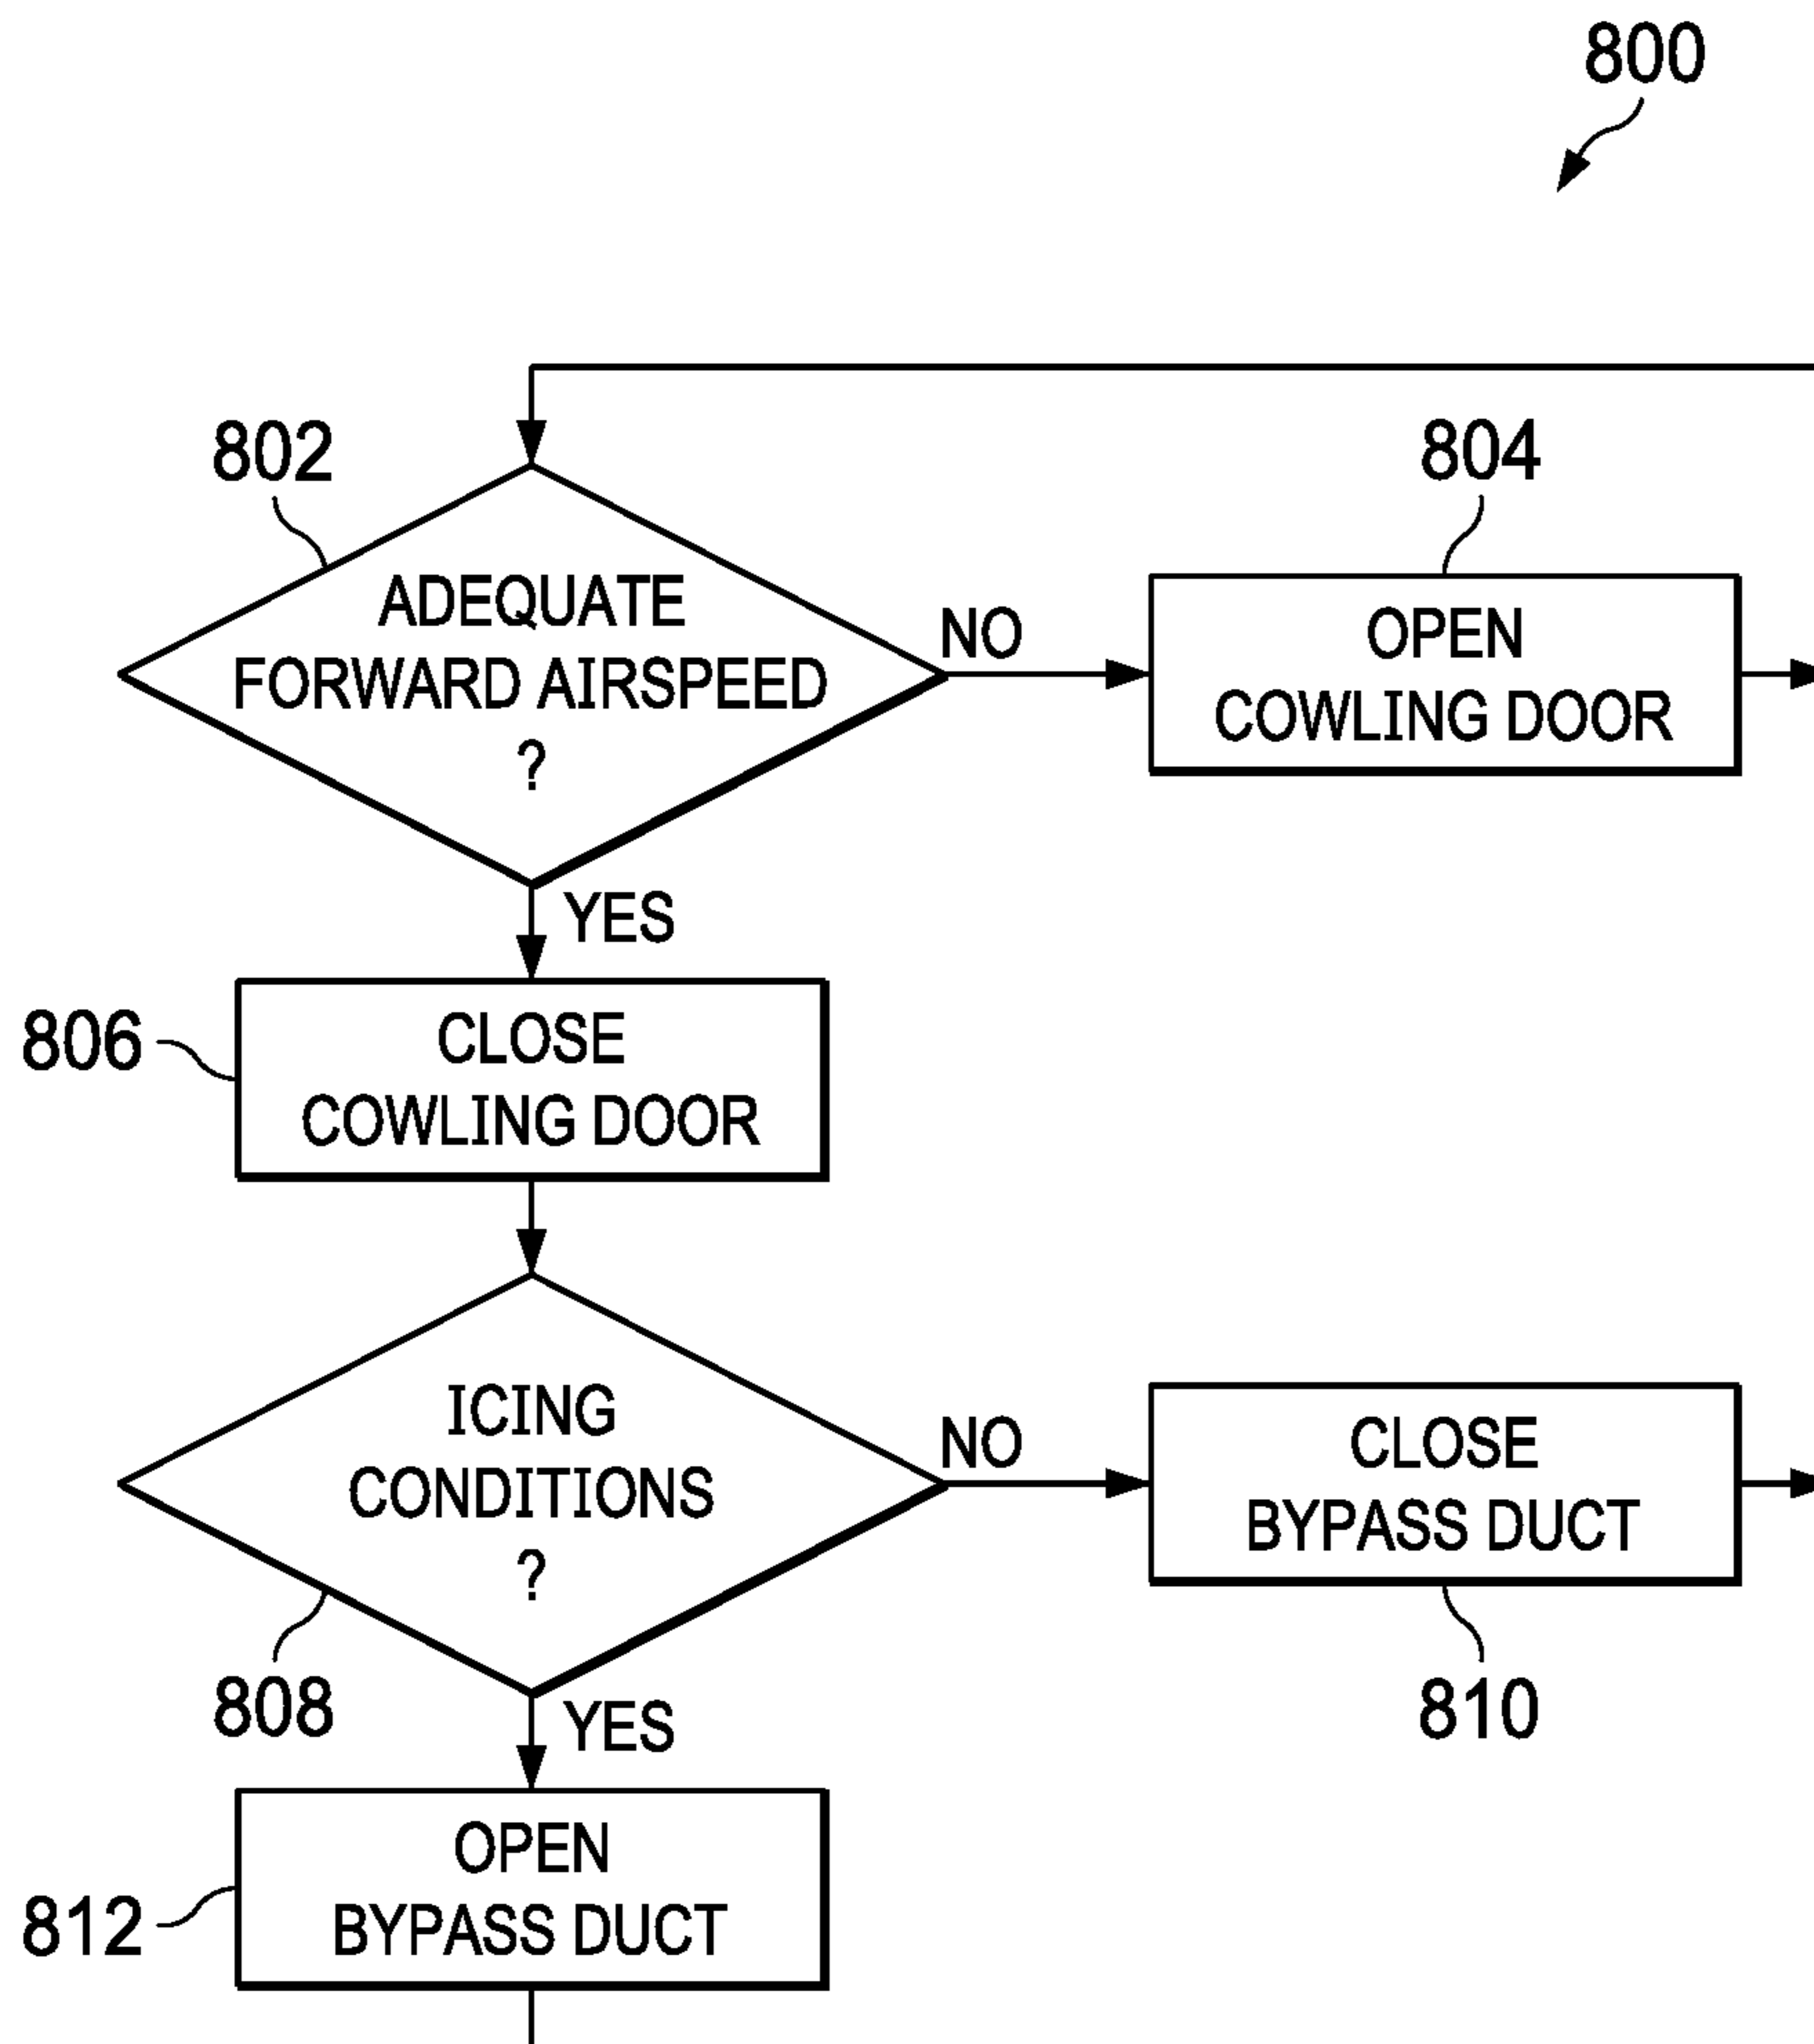 800
802
ADEQUATE
FORWARD AIRSPEED
?
NO
804
OPEN
COWLING DOOR
YES
806
CLOSE
COWLING DOOR
ICING
CONDITIONS
?
808
NO
CLOSE
BYPASS DUCT
810
YES
812
OPEN
BYPASS DUCT